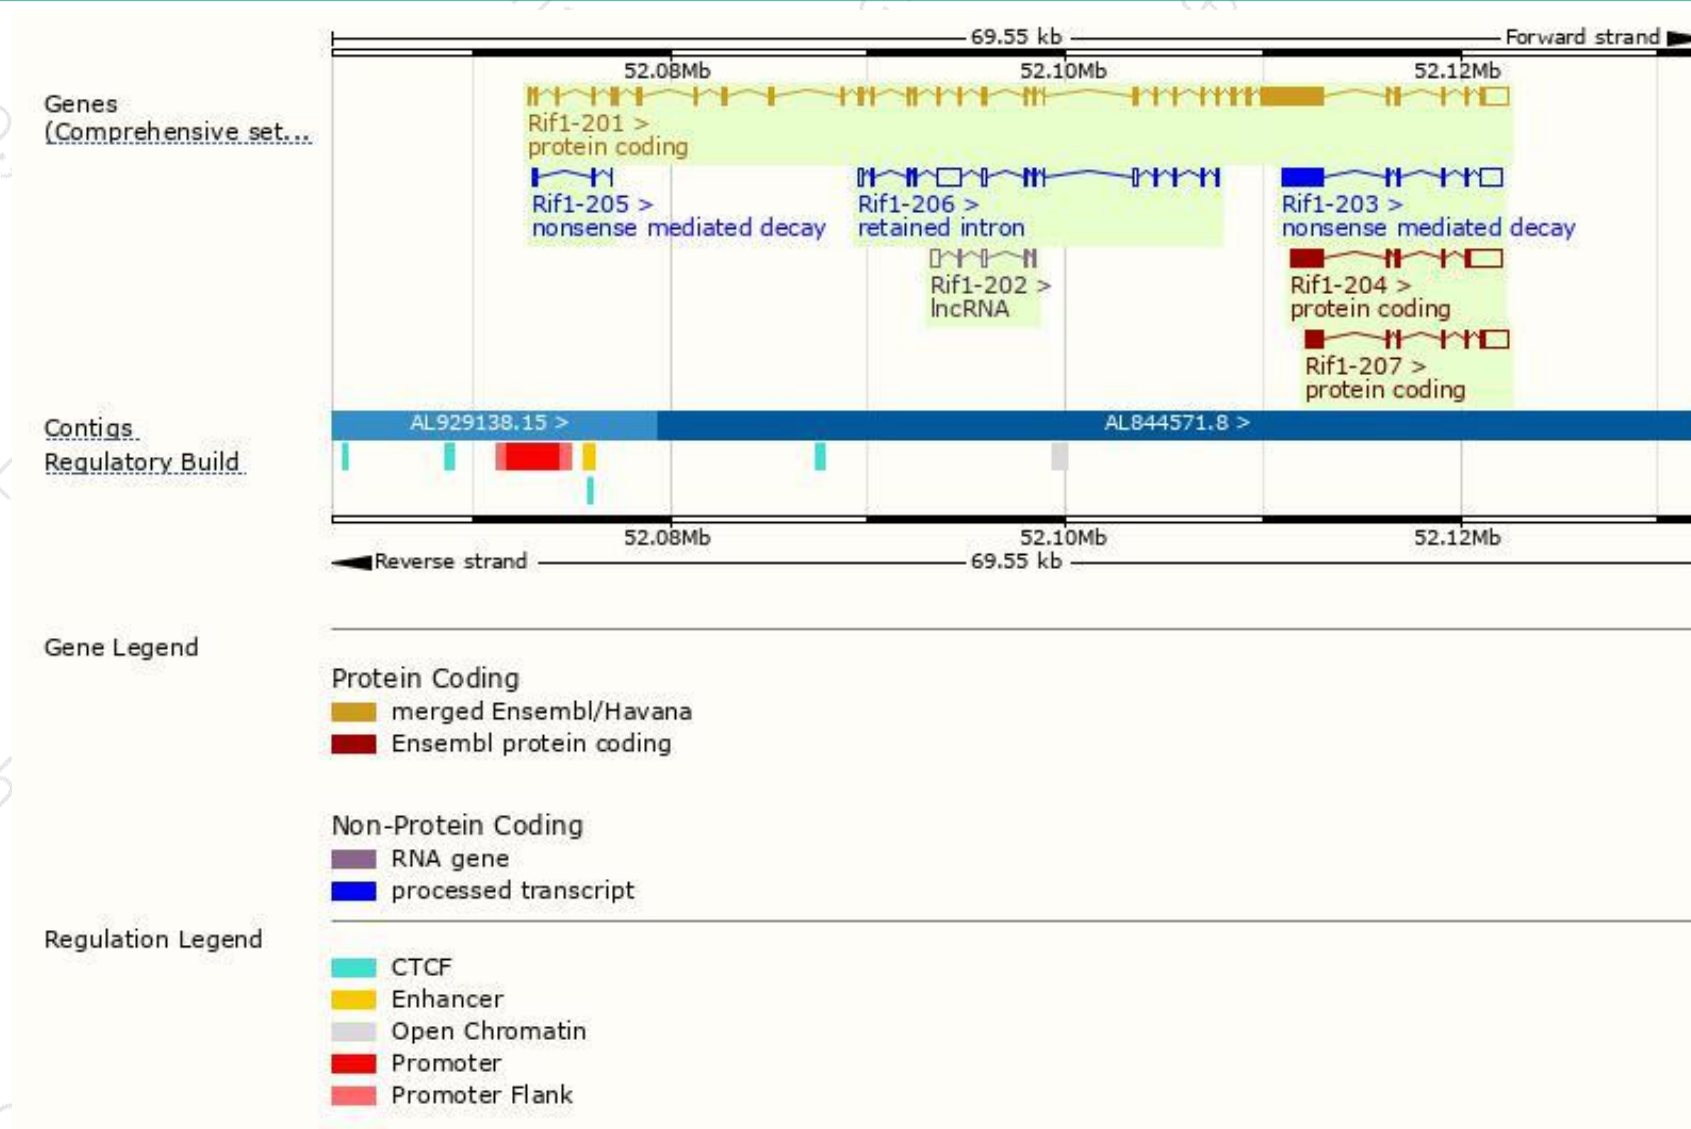 69.55 kb
Forward strand
52.08Mb 52.10Mb 52.12Mb
Genes
(Comprehensive set...
Rif1-201 >
protein coding
Rif1-205 > Rif1-206 > Rif1-203 >
nonsense mediated decay retained intron nonsense mediated decay
Rif1-202 > Rif1-204 >
lncRNA protein coding
Rif1-207 >
protein coding
Contigs AL929138.15 > AL844571.8 >
Regulatory Build
52.08Mb 52.10Mb 52.12Mb
Reverse strand 69.55 kb
Gene Legend
Protein Coding
merged Ensembl/Havana
Ensembl protein coding
Non-Protein Coding
RNA gene
processed transcript
Regulation Legend
CTCF
Enhancer
Open Chromatin
Promoter
Promoter Flank